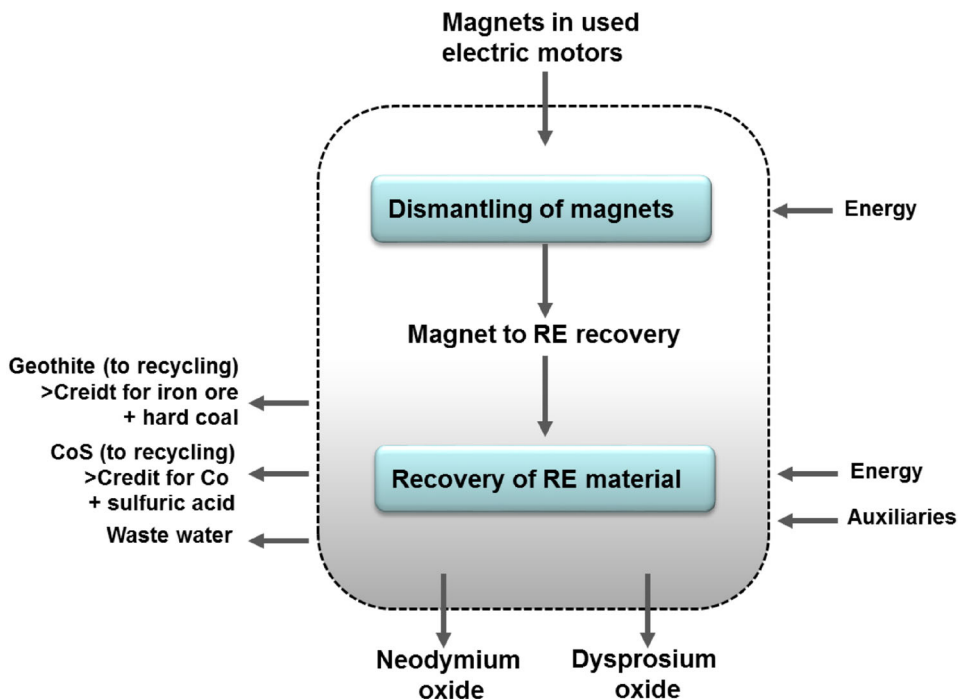 Magnets in used
electric motors
Dismantling of magnets
Energy
Magnet to RE recovery
Geothite (to recycling)
>Creidt for iron ore
+ hard coal
CoS (to recycling)
>Credit for Co
+ sulfuric acid
Waste water
Recovery of RE material
Energy
Auxiliaries
Neodymium
oxide
Dysprosium
oxide